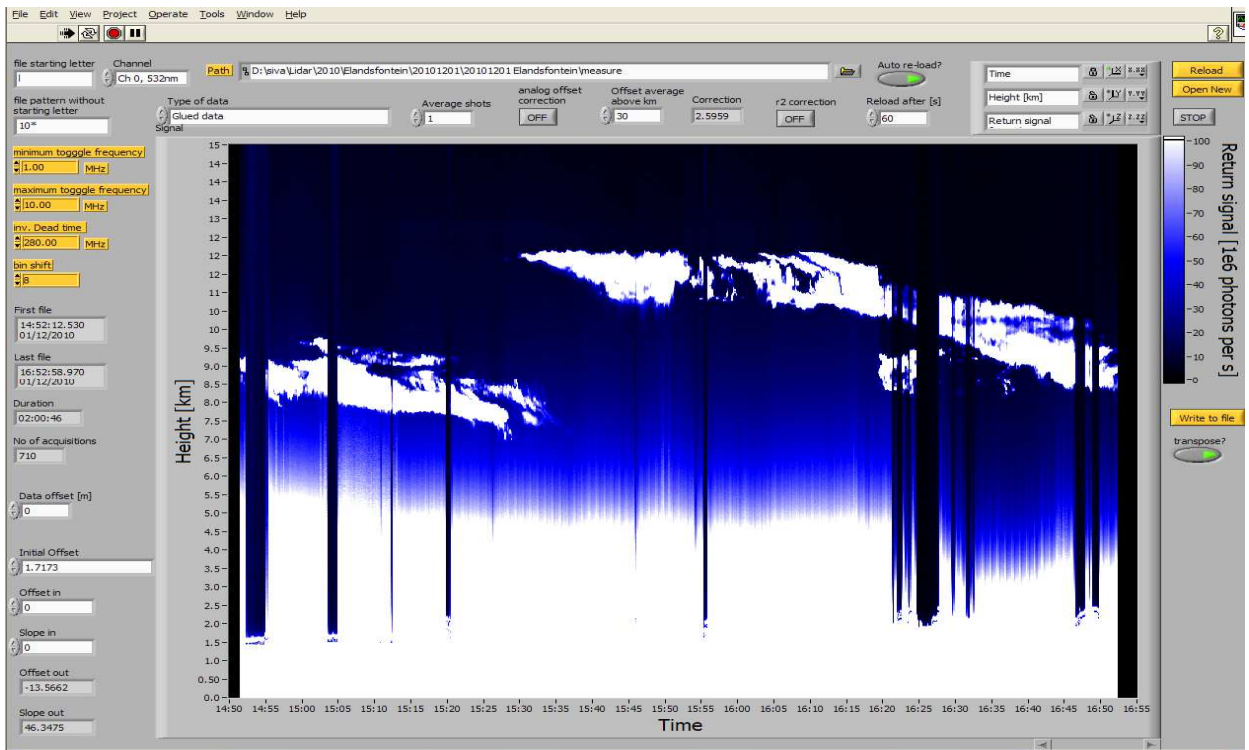 File Edit View Project Operate Tools Window Help
file starting letter
l
Channel
Ch 0, 532nm
Path
D:\siva\Lidar\2010\Elandsfontein\20101201\20101201 Elandsfontein\measure
Auto re-load?
file pattern without
starting letter
10*
Type of data
Glued data
Average shots
1
analog offset
correction
OFF
Offset average
above km
30
Correction
2.5959
r2 correction
OFF
Reload after [s]
60
Time
Height [km]
Return signal
Reload
Open New
STOP
Signal
minimum togggle frequency
1.00 MHz
maximum togggle frequency
10.00 MHz
inv. Dead time
280.00 MHz
bin shift
8
First file
14:52:12.530
01/12/2010
Last file
16:52:58.970
01/12/2010
Duration
02:00:46
No of acquisitions
710
Data offset [m]
0
Initial Offset
1.7173
Offset in
0
Slope in
0
Offset out
-13.5662
Slope out
46.3475
Height [km]
15
14
14
13
13
12
12
11
11
10
10
9.5
9.0
8.5
8.0
7.5
7.0
6.5
6.0
5.5
5.0
4.5
4.0
3.5
3.0
2.5
2.0
1.5
1.0
0.50
0.0
14:50 14:55 15:00 15:05 15:10 15:15 15:20 15:25 15:30 15:35 15:40 15:45 15:50 15:55 16:00 16:05 16:10 16:15 16:20 16:25 16:30 16:35 16:40 16:45 16:50 16:55
Time
100
90
80
70
60
50
40
30
20
10
0
Return signal [1e6 photons per s]
Write to file
transpose?